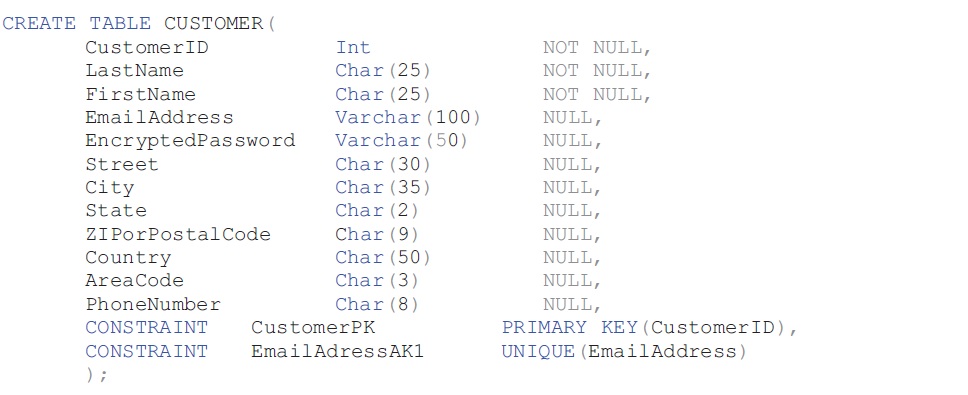 CREATE TABLE CUSTOMER(
CustomerID Int NOT NULL,
LastName Char(25) NOT NULL,
FirstName Char(25) NOT NULL,
EmailAddress Varchar(100) NULL,
EncryptedPassword Varchar(50) NULL,
Street Char(30) NULL,
City Char(35) NULL,
State Char(2) NULL,
ZIPorPostalCode Char(9) NULL,
Country Char(50) NULL,
AreaCode Char(3) NULL,
PhoneNumber Char(8) NULL,
CONSTRAINT CustomerPK PRIMARY KEY(CustomerID),
CONSTRAINT EmailAdressAK1 UNIQUE(EmailAddress)
);